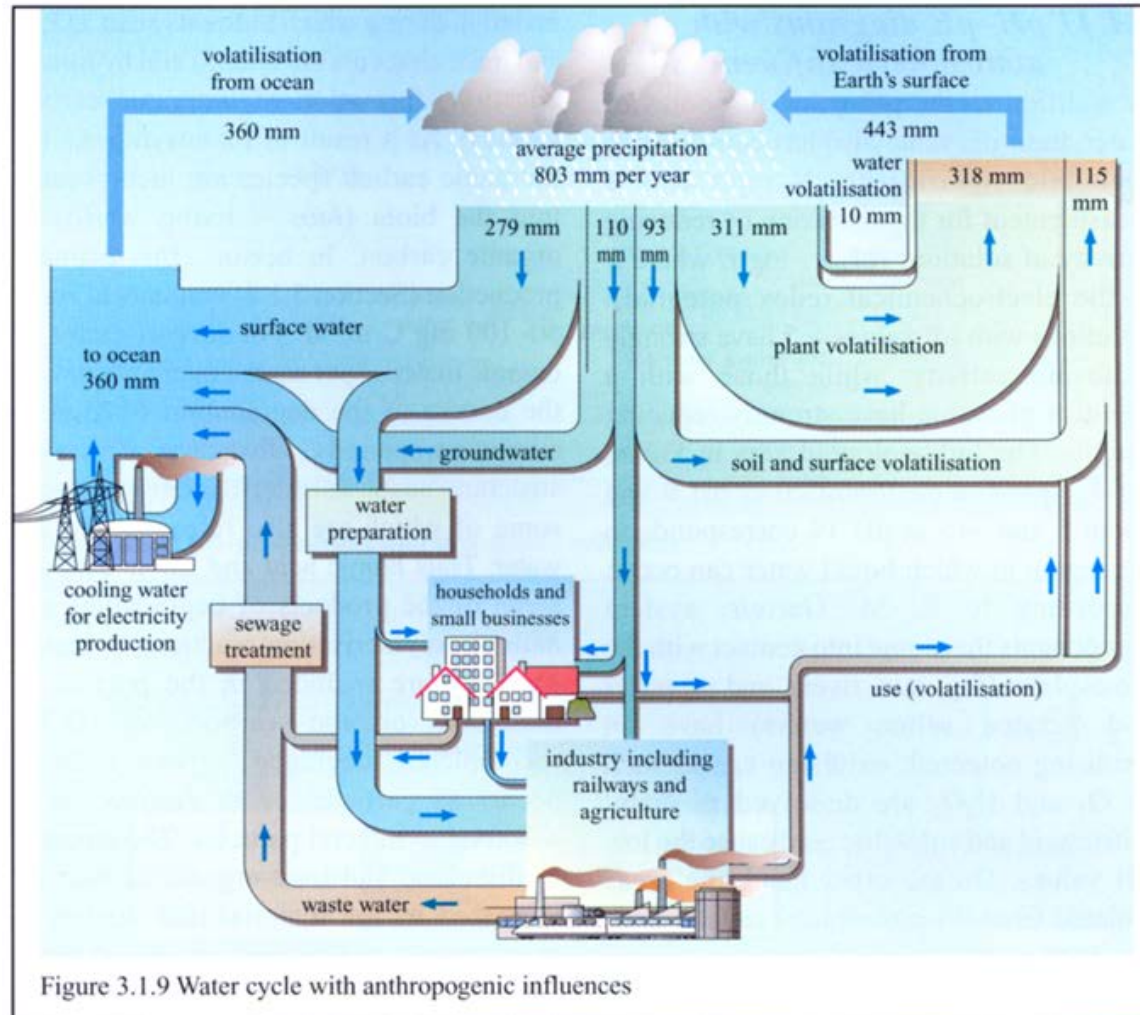 volatilisation
from ocean
360 mm
volatilisation from
Earth's surface
443 mm
average precipitation
803 mm per year
water
volatilisation
10 mm
318 mm
115
mm
279 mm
110
mm
93
mm
311 mm
surface water
to ocean
360 mm
plant volatilisation
groundwater
soil and surface volatilisation
water
preparation
cooling water
for electricity
production
sewage
treatment
households and
small businesses
use (volatilisation)
industry including
railways and
agriculture
waste water
Figure 3.1.9 Water cycle with anthropogenic influences